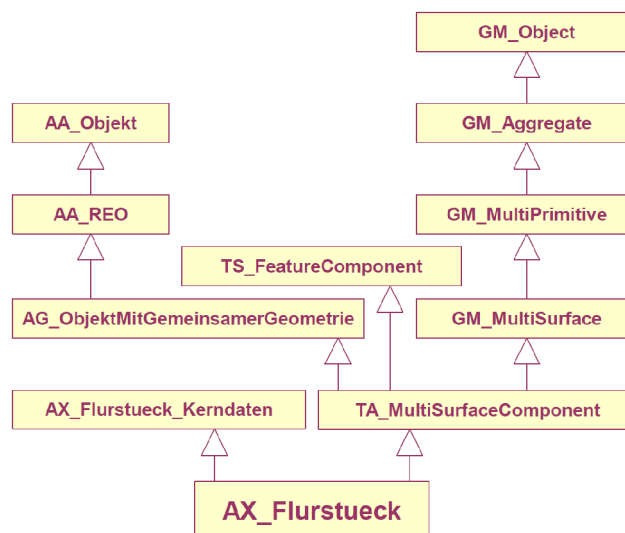 GM_Object
AA_Objekt
GM_Aggregate
AA_REO
GM_MultiPrimitive
TS_FeatureComponent
AG_ObjektMitGemeinsamerGeometrie
GM_MultiSurface
AX_Flurstueck_Kerndaten
TA_MultiSurfaceComponent
AX_Flurstueck